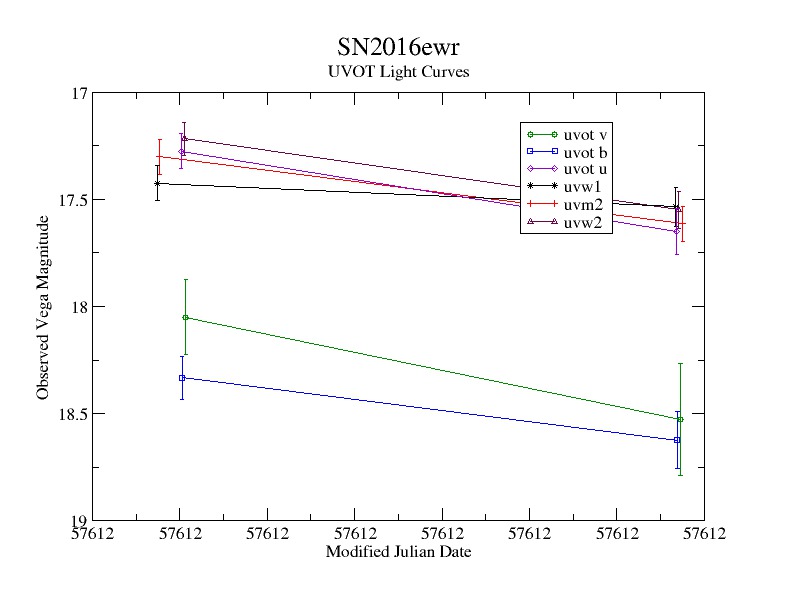 SN2016ewr
UVOT Light Curves
17
17.5
18
18.5
19
Observed Vega Magnitude
uvot v
uvot b
uvot u
uvw1
uvm2
uvw2
57612 57612 57612 57612 57612 57612 57612 57612
Modified Julian Date